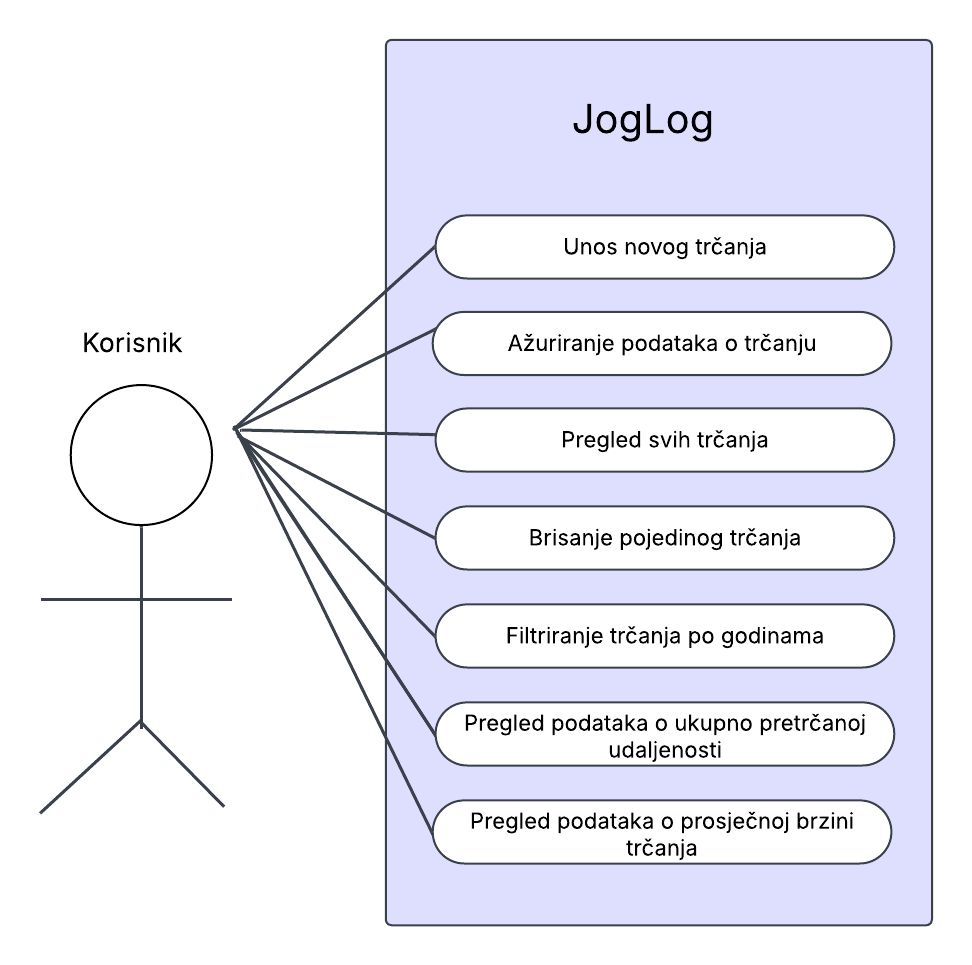 JogLog
Unos novog trčanja
Korisnik
Ažuriranje podataka o trčanju
Pregled svih trčanja
Brisanje pojedinog trčanja
Filtriranje trčanja po godinama
Pregled podataka o ukupno pretrčanoj
udaljenosti
Pregled podataka o prosječnoj brzini
trčanja